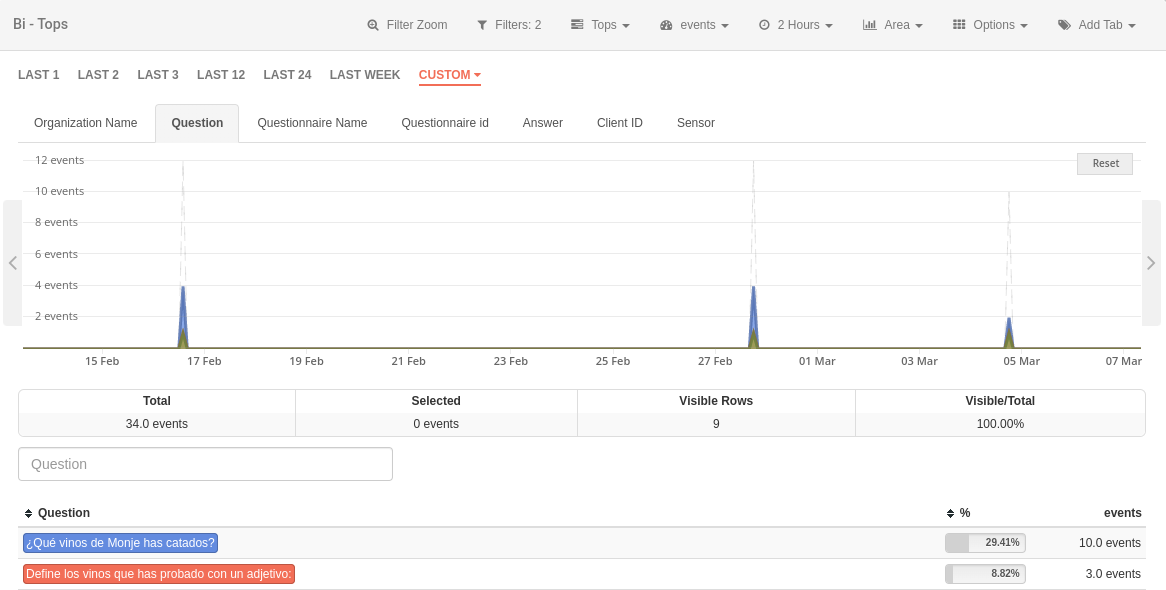 Bi - Tops
Filter Zoom Filters: 2 Tops events 2 Hours Area Options Add Tab
LAST 1 LAST 2 LAST 3 LAST 12 LAST 24 LAST WEEK CUSTOM
Organization Name Question Questionnaire Name Questionnaire id Answer Client ID Sensor
12 events
Reset
10 events
8 events
6 events
4 events
2 events
15 Feb 17 Feb 19 Feb 21 Feb 23 Feb 25 Feb 27 Feb 01 Mar 03 Mar 05 Mar 07 Mar
Total Selected Visible Rows Visible/Total
34.0 events 0 events 9 100.00%
Question
Question % events
¿Qué vinos de Monje has catados? 29.41% 10.0 events
Define los vinos que has probado con un adjetivo: 8.82% 3.0 events